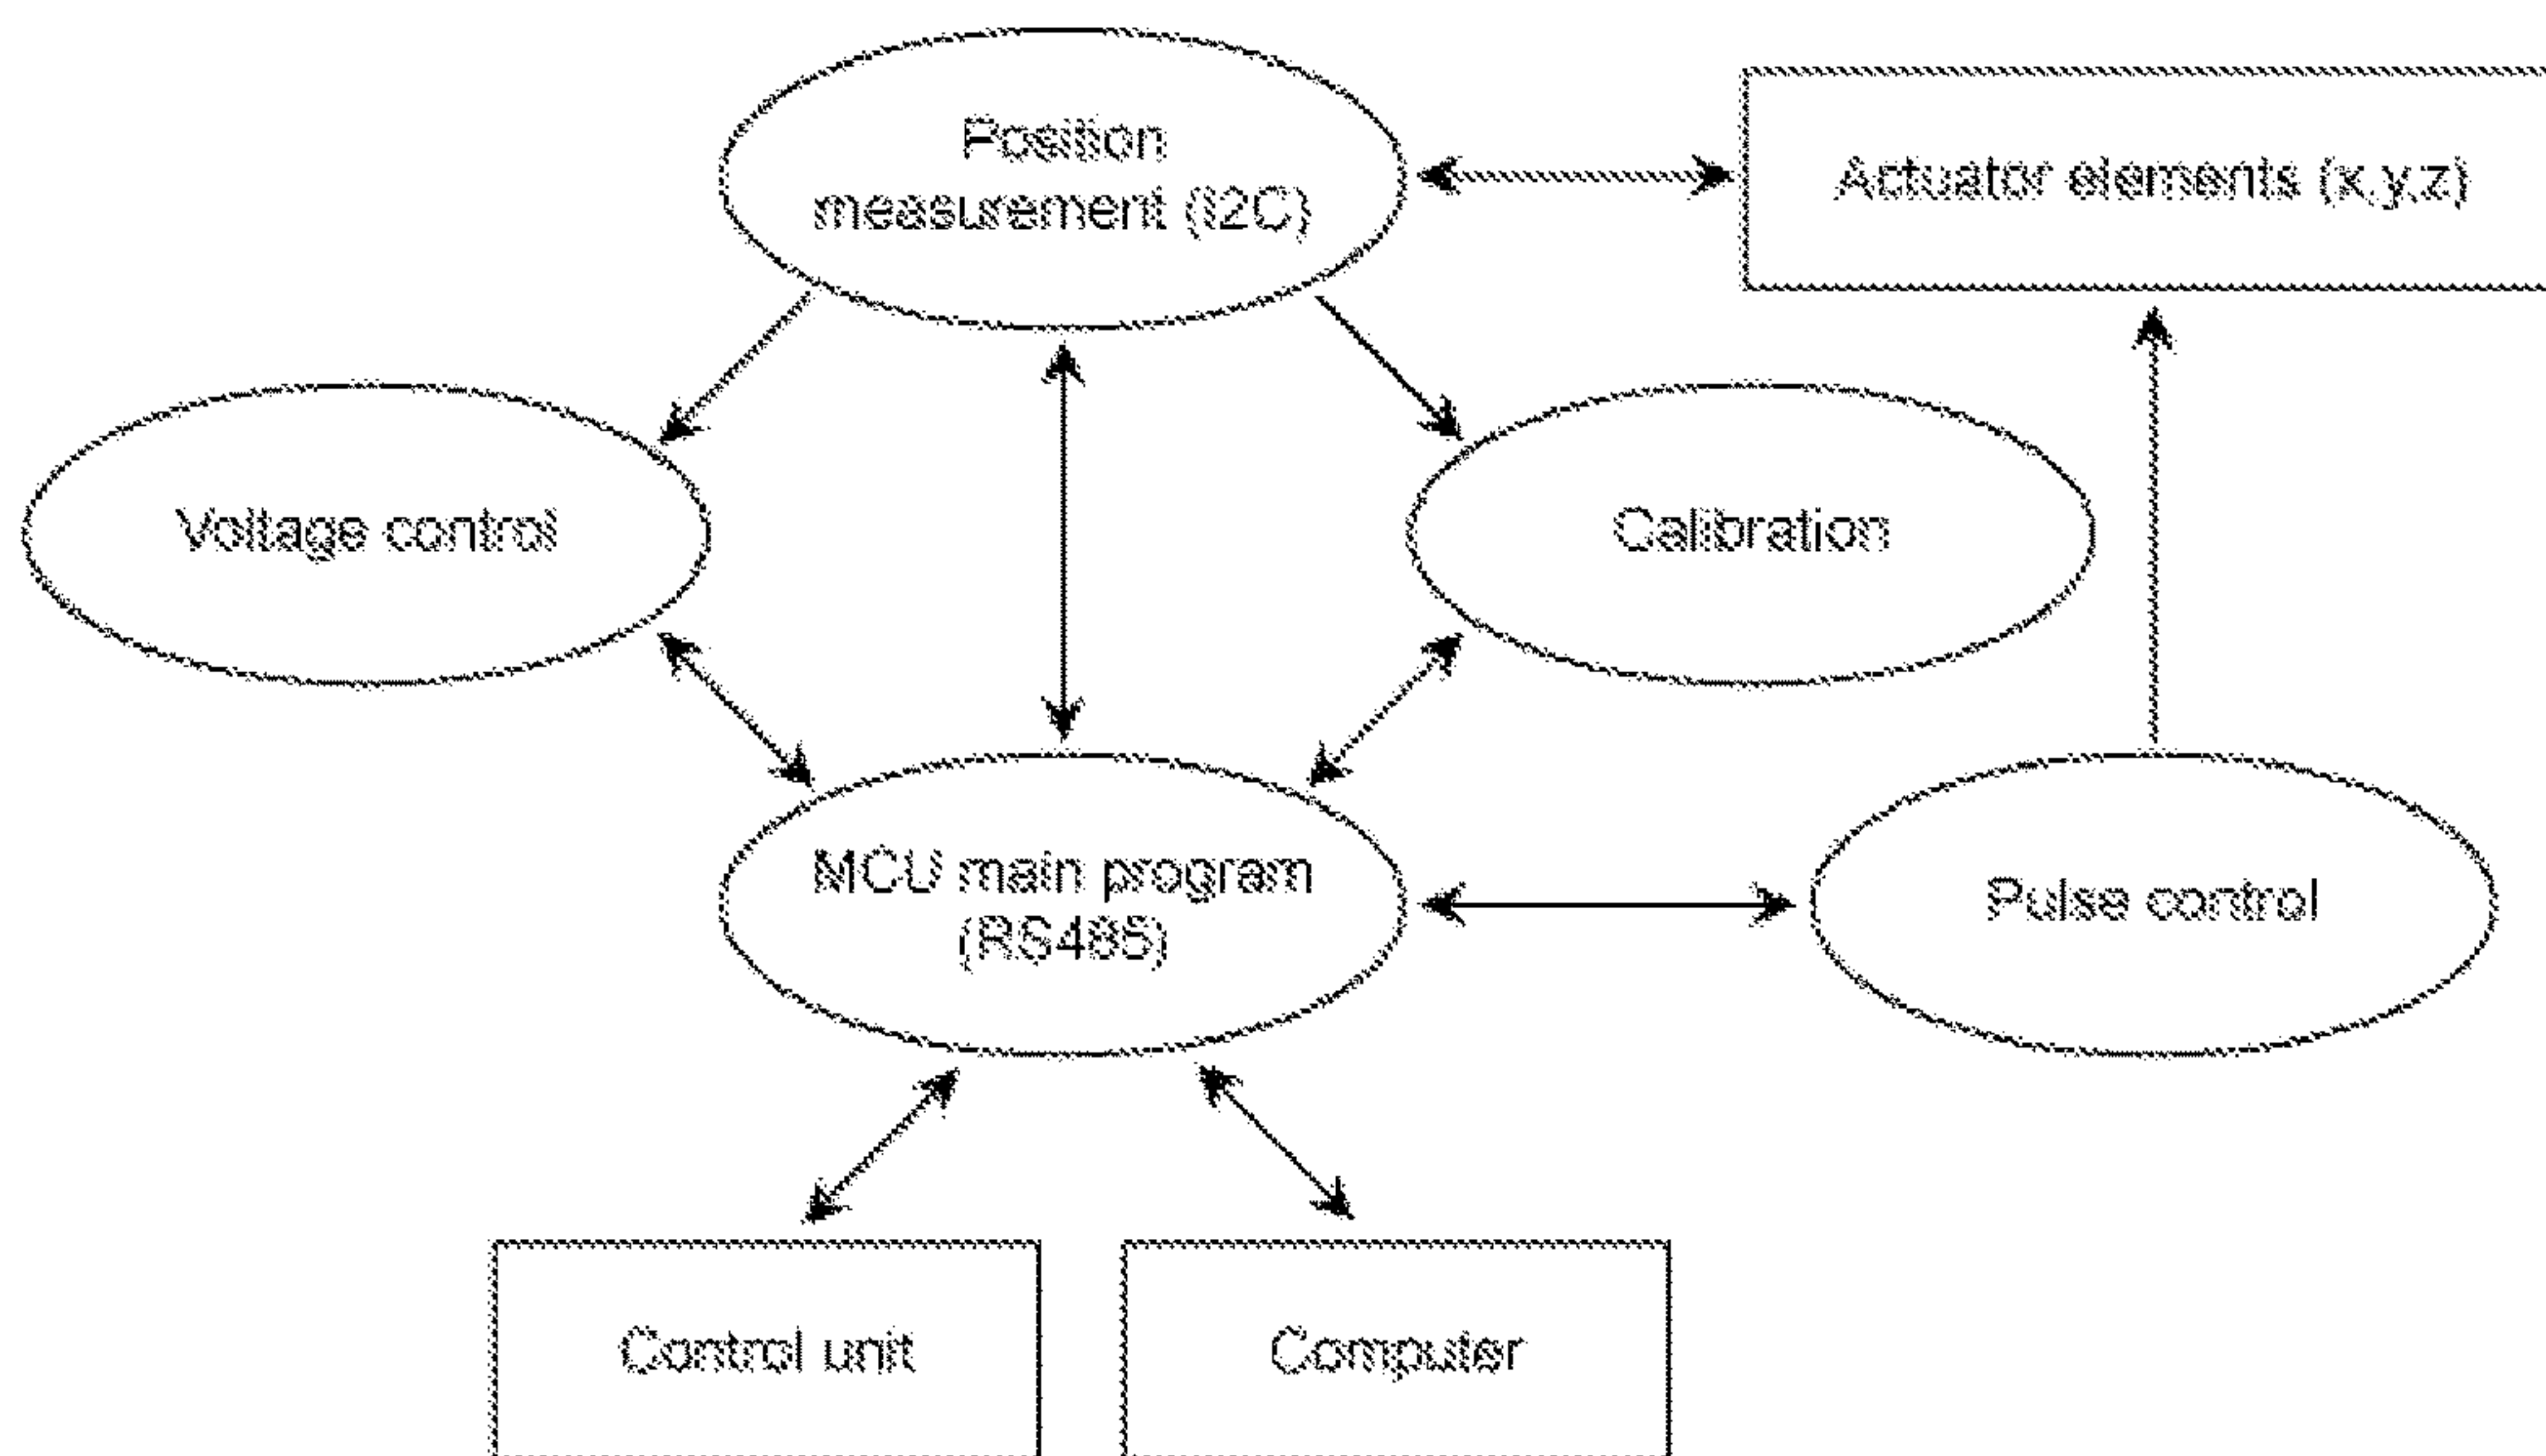 Position
measurement (I2C)
Actuator elements (x,y,z)
Voltage control
Calibration
MCU main program
(RS485)
Pulse control
Control unit
Computer